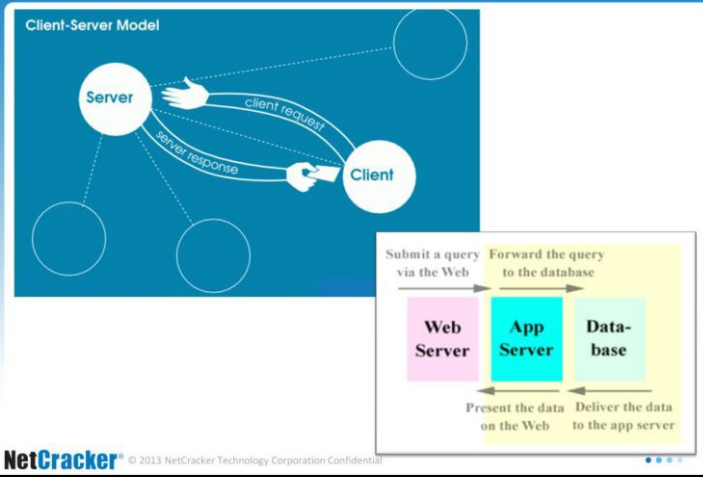 Client-Server Model
Server
client request
server response
Client
Submit a query
via the Web
Forward the query
to the database
Web
Server
App
Server
Data-
base
Present the data
on the Web
Deliver the data
to the app server
NetCracker® © 2013 NetCracker Technology Corporation Confidential